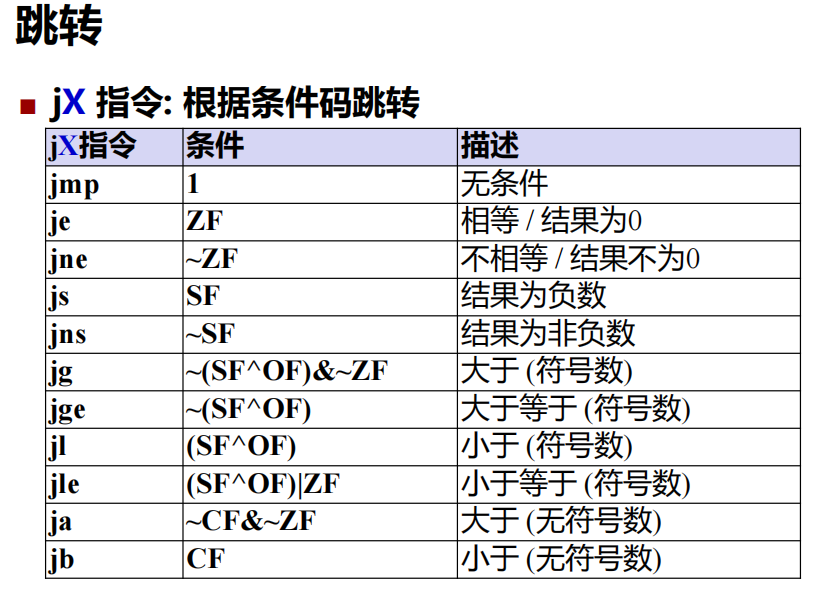 跳转
■ jX 指令: 根据条件码跳转
jX指令 条件 描述
jmp 1 无条件
je ZF 相等 / 结果为0
jne ~ZF 不相等 / 结果不为0
js SF 结果为负数
jns ~SF 结果为非负数
jg ~(SF^OF)&~ZF 大于 (符号数)
jge ~(SF^OF) 大于等于 (符号数)
jl (SF^OF) 小于 (符号数)
jle (SF^OF)|ZF 小于等于 (符号数)
ja ~CF&~ZF 大于 (无符号数)
jb CF 小于 (无符号数)